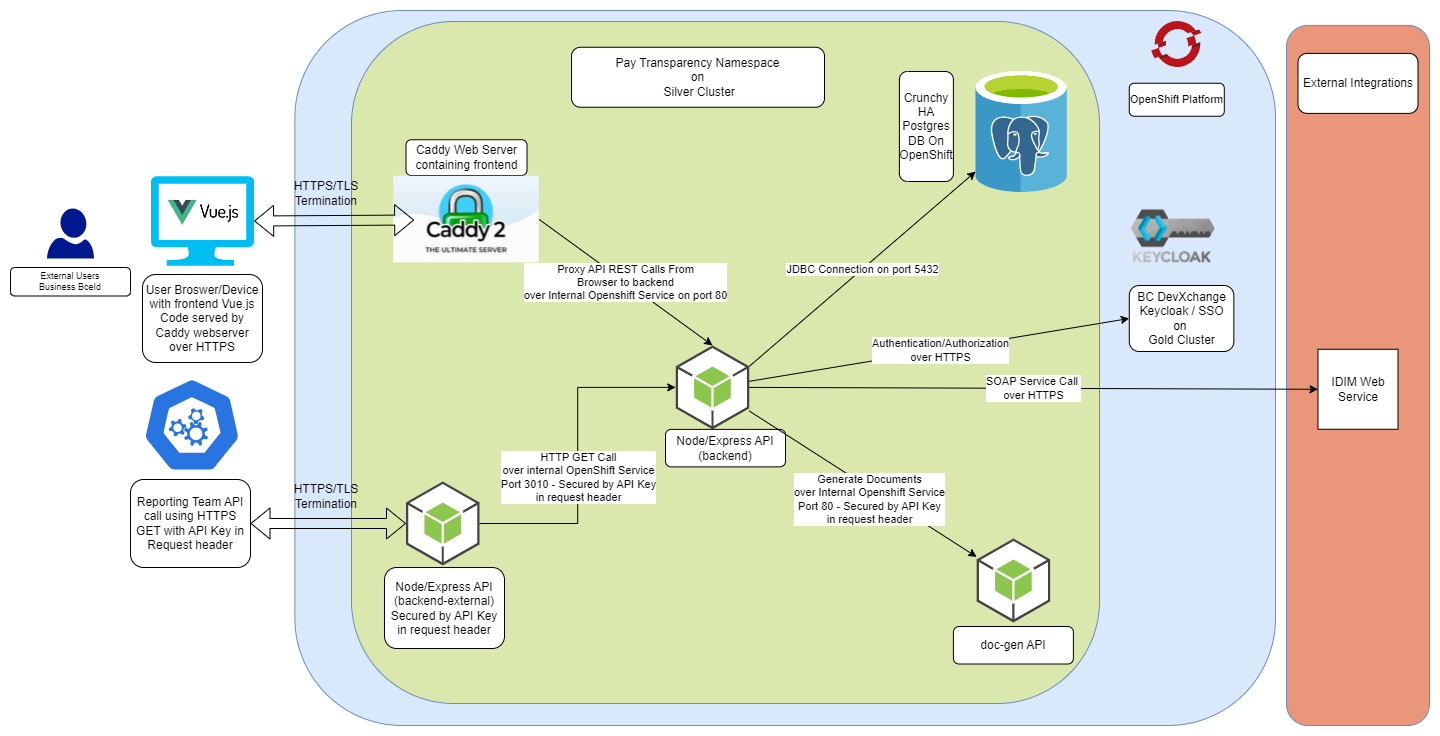 Pay Transparency Namespace
on
Silver Cluster
Crunchy
HA
Postgres
DB On
OpenShift
OpenShift Platform
External Integrations
Caddy Web Server
containing frontend
HTTPS/TLS
Termination
Vue.js
Caddy 2
THE ULTIMATE SERVER
External Users
Business BceId
User Broswer/Device
with frontend Vue.js
Code served by
Caddy webserver
over HTTPS
Proxy API REST Calls From
Browser to backend
over Internal Openshift Service on port 80
JDBC Connection on port 5432
KEYCLOAK
BC DevXchange
Keycloak / SSO
on
Gold Cluster
Authentication/Authorization
over HTTPS
SOAP Service Call
over HTTPS
IDIM Web
Service
Node/Express API
(backend)
HTTP GET Call
over internal OpenShift Service
Port 3010 - Secured by API Key
in request header
Generate Documents
over Internal Openshift Service
Port 80 - Secured by API Key
in request header
HTTPS/TLS
Termination
Reporting Team API
call using HTTPS
GET with API Key in
Request header
Node/Express API
(backend-external)
Secured by API Key
in request header
doc-gen API